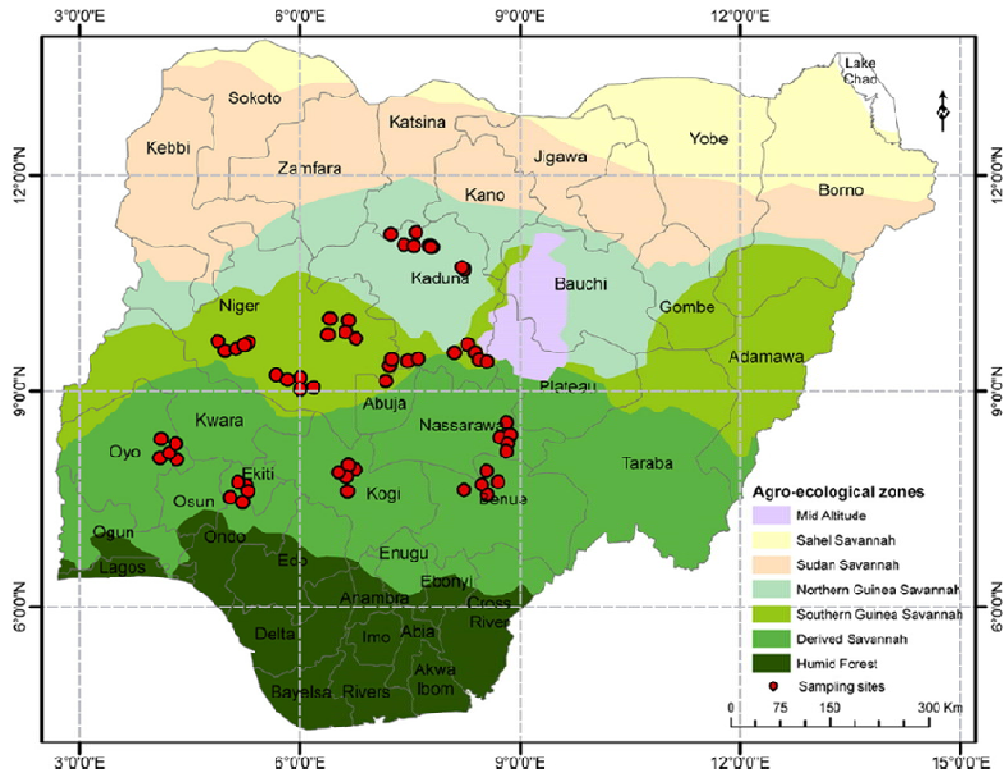 3°0'0"E 6°0'0"E 9°0'0"E 12°0'0"E
Lake
Chad
Sokoto
Katsina
Yobe
Kebbi
Jigawa
Zamfara
12°0'0"N
12°0'0"N
Kano
Borno
Kaduna
Bauchi
Niger
Gombe
Adamawa
9°0'0"N
9°0'0"N
Plateau
Abuja
Kwara
Nassarawa
Oyo
Taraba
Ekiti
Kogi
Benue
Osun
Ogun
Ondo
Edo
Enugu
Lagos
Ebonyi
Anambra
Cross
River
6°0'0"N
6°0'0"N
Delta
Imo
Abia
Akwa
Ibom
Bayelsa
Rivers
Agro-ecological zones
Mid Altitude
Sahel Savannah
Sudan Savannah
Northern Guinea Savannah
Southern Guinea Savannah
Derived Savannah
Humid Forest
Sampling sites
0 75 150 300 Km
3°0'0"E 6°0'0"E 9°0'0"E 12°0'0"E 15°0'0"E